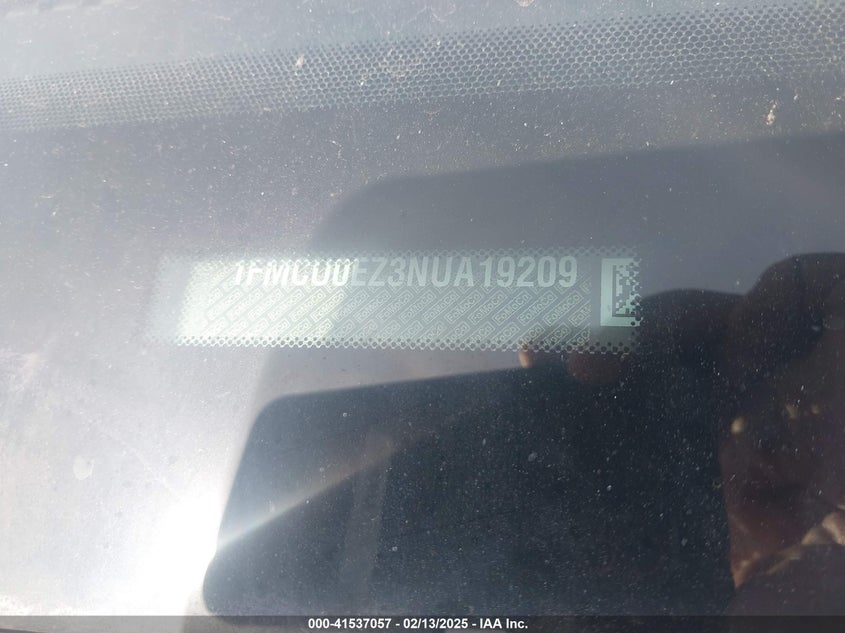 1FMCU0EZ3NUA19209
000-41537057 - 02/13/2025 - IAA Inc.